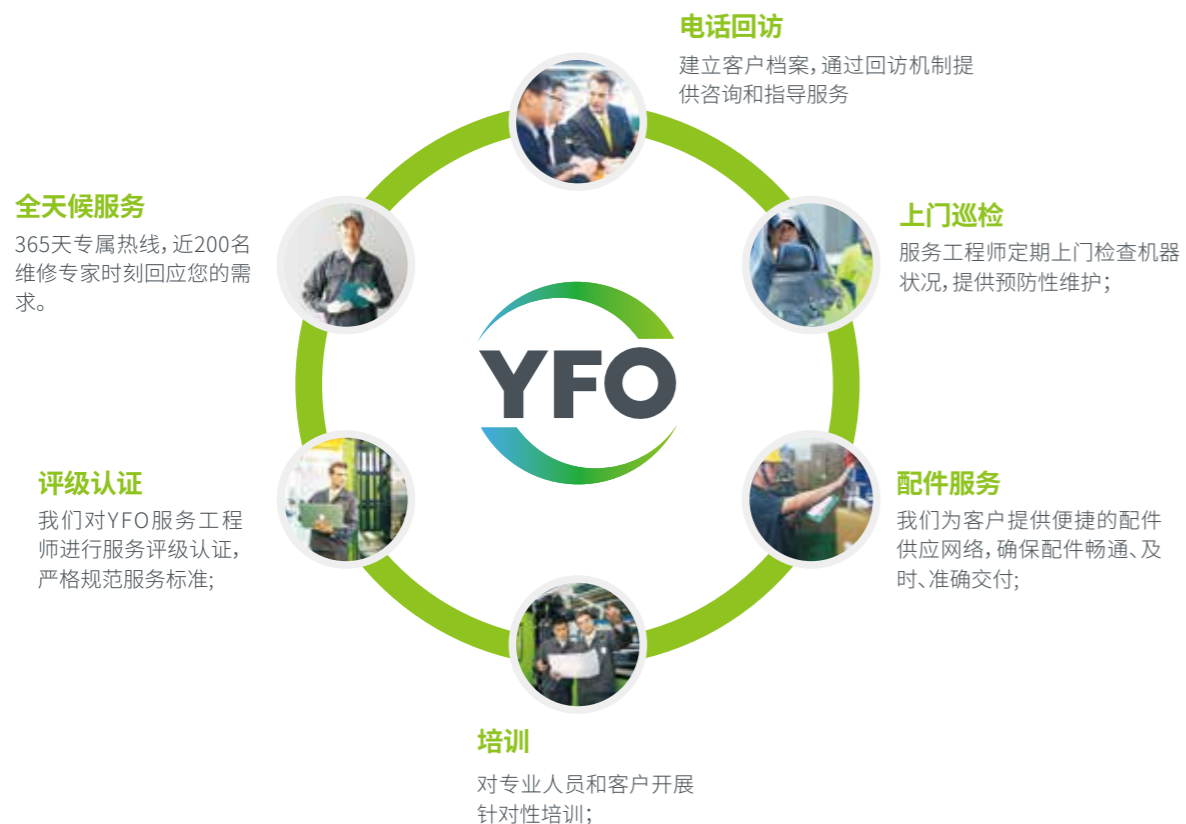 电话回访
建立客户档案，通过回访机制提
供咨询和指导服务
上门巡检
服务工程师定期上门检查机器
状况，提供预防性维护；
配件服务
我们为客户提供便捷的配件
供应网络，确保配件畅通、及
时、准确交付;
培训
对专业人员和客户开展
针对性培训；
评级认证
我们对YFO服务工程
师进行服务评级认证，
严格规范服务标准;
全天候服务
365天专属热线，近200名
维修专家时刻回应您的需
求。
YFO